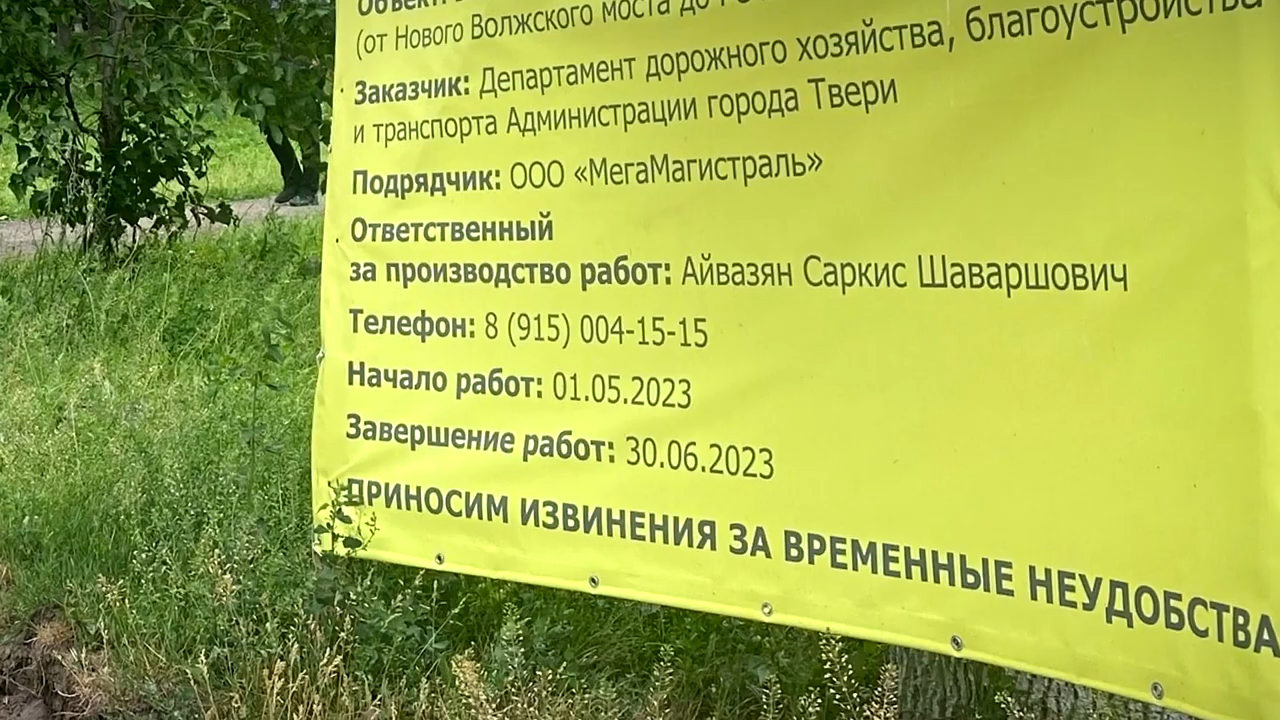 (от Нового Волжского моста до
Заказчик: Департамент дорожного хозяйства, благоустройства
и транспорта Администрации города Твери
Подрядчик: ООО «МегаМагистраль»
Ответственный
за производство работ: Айвазян Саркис Шаваршович
Телефон: 8 (915) 004-15-15
Начало работ: 01.05.2023
Завершение работ: 30.06.2023
ПРИНОСИМ ИЗВИНЕНИЯ ЗА ВРЕМЕННЫЕ НЕУДОБСТВА